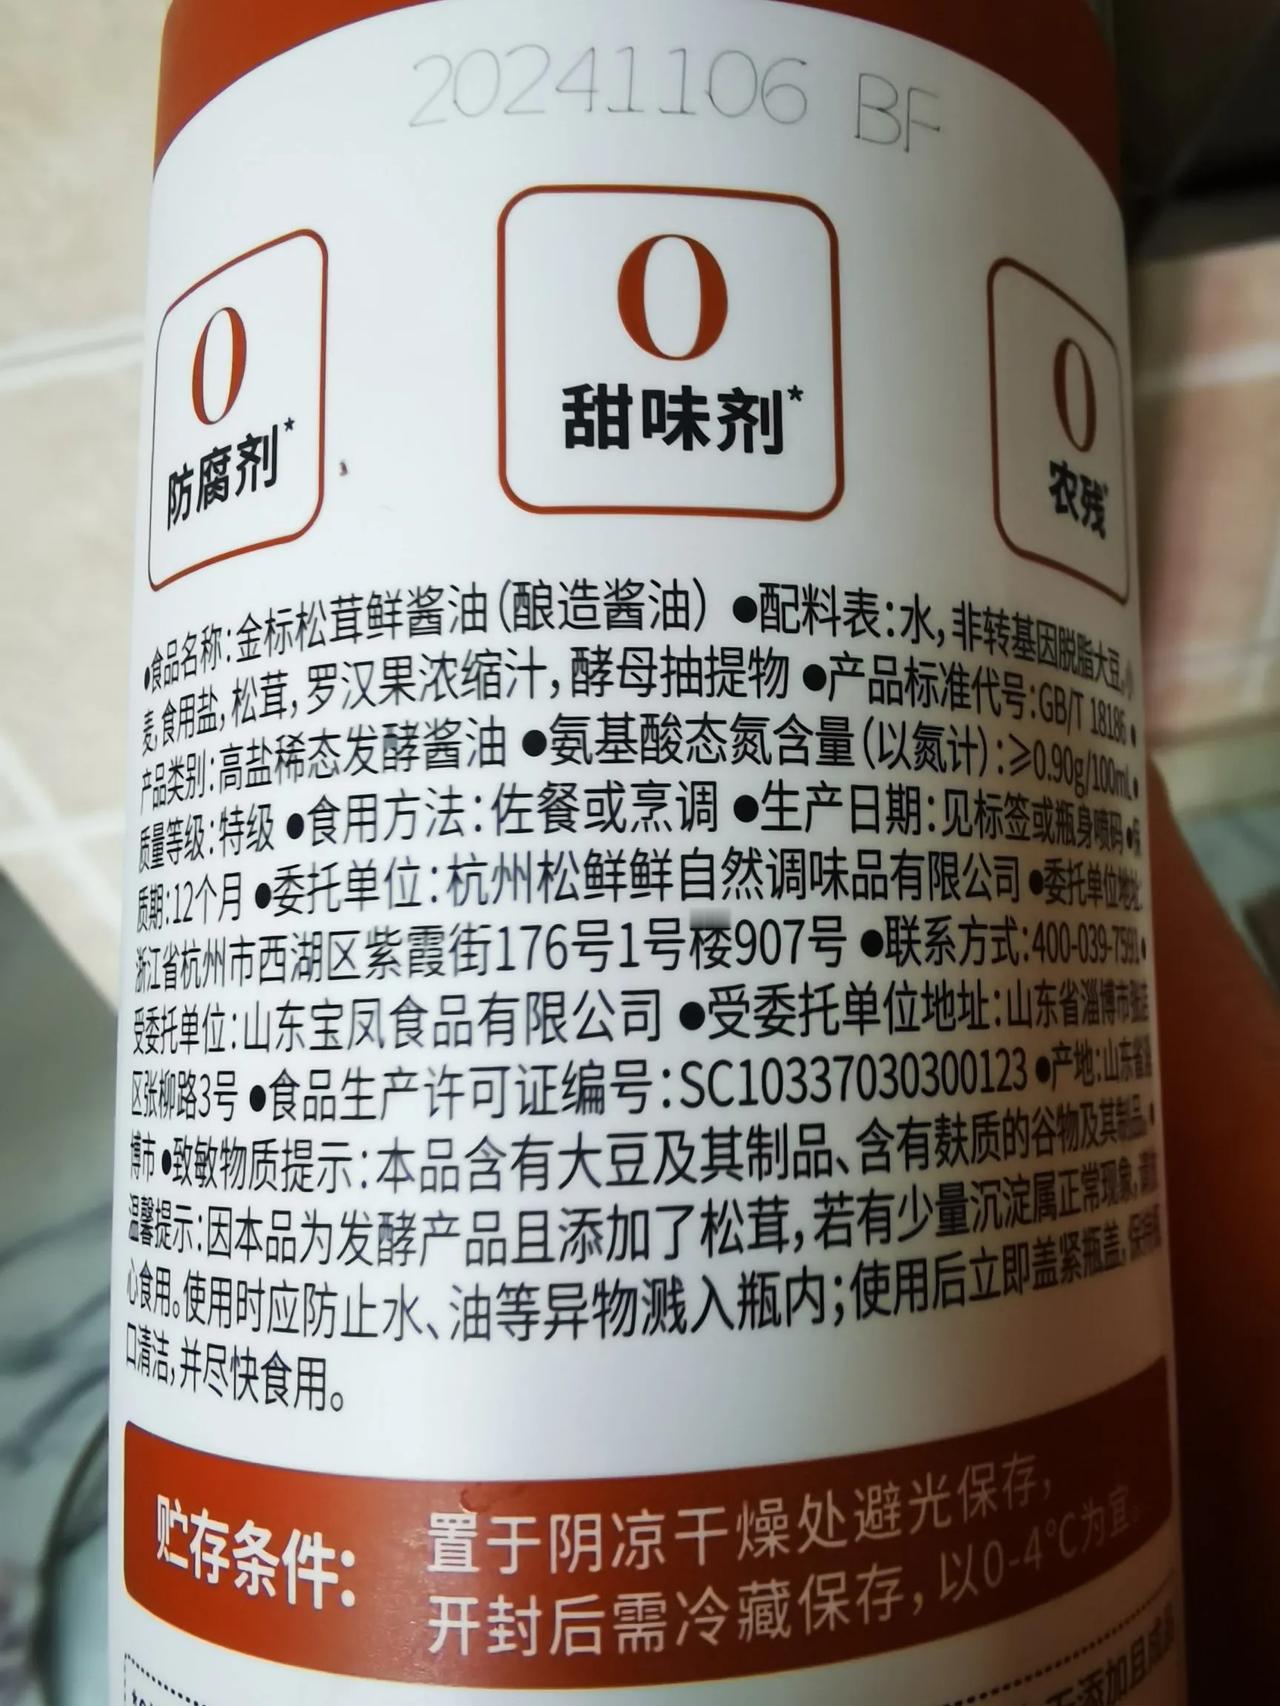 20241106 BF
0
防腐剂*
0
甜味剂*
0
农残*
●食品名称:金标松茸鲜酱油(酿造酱油) ●配料表:水,非转基因脱脂大豆,小
麦,食用盐,松茸,罗汉果浓缩汁,酵母抽提物 ●产品标准代号:GB/T 18186 ●
产品类别:高盐稀态发酵酱油 ●氨基酸态氮含量(以氮计):≥0.90g/100mL ●
质量等级:特级 ●食用方法:佐餐或烹调 ●生产日期:见标签或瓶身喷码 ●保
质期:12个月 ●委托单位:杭州松鲜鲜自然调味品有限公司 ●委托单位地址:
浙江省杭州市西湖区紫霞街176号1号楼907号 ●联系方式:400-039-7591 ●
受委托单位:山东宝凤食品有限公司 ●受委托单位地址:山东省淄博市张店
区张柳路3号 ●食品生产许可证编号:SC10337030300123 ●产地:山东省淄
博市 ●致敏物质提示:本品含有大豆及其制品、含有麸质的谷物及其制品。●
温馨提示:因本品为发酵产品且添加了松茸,若有少量沉淀属正常现象,请放
心食用。使用时应防止水、油等异物溅入瓶内;使用后立即盖紧瓶盖,保持瓶
口清洁,并尽快食用。
贮存条件:
置于阴凉干燥处避光保存,
开封后需冷藏保存,以0-4°C为宜。